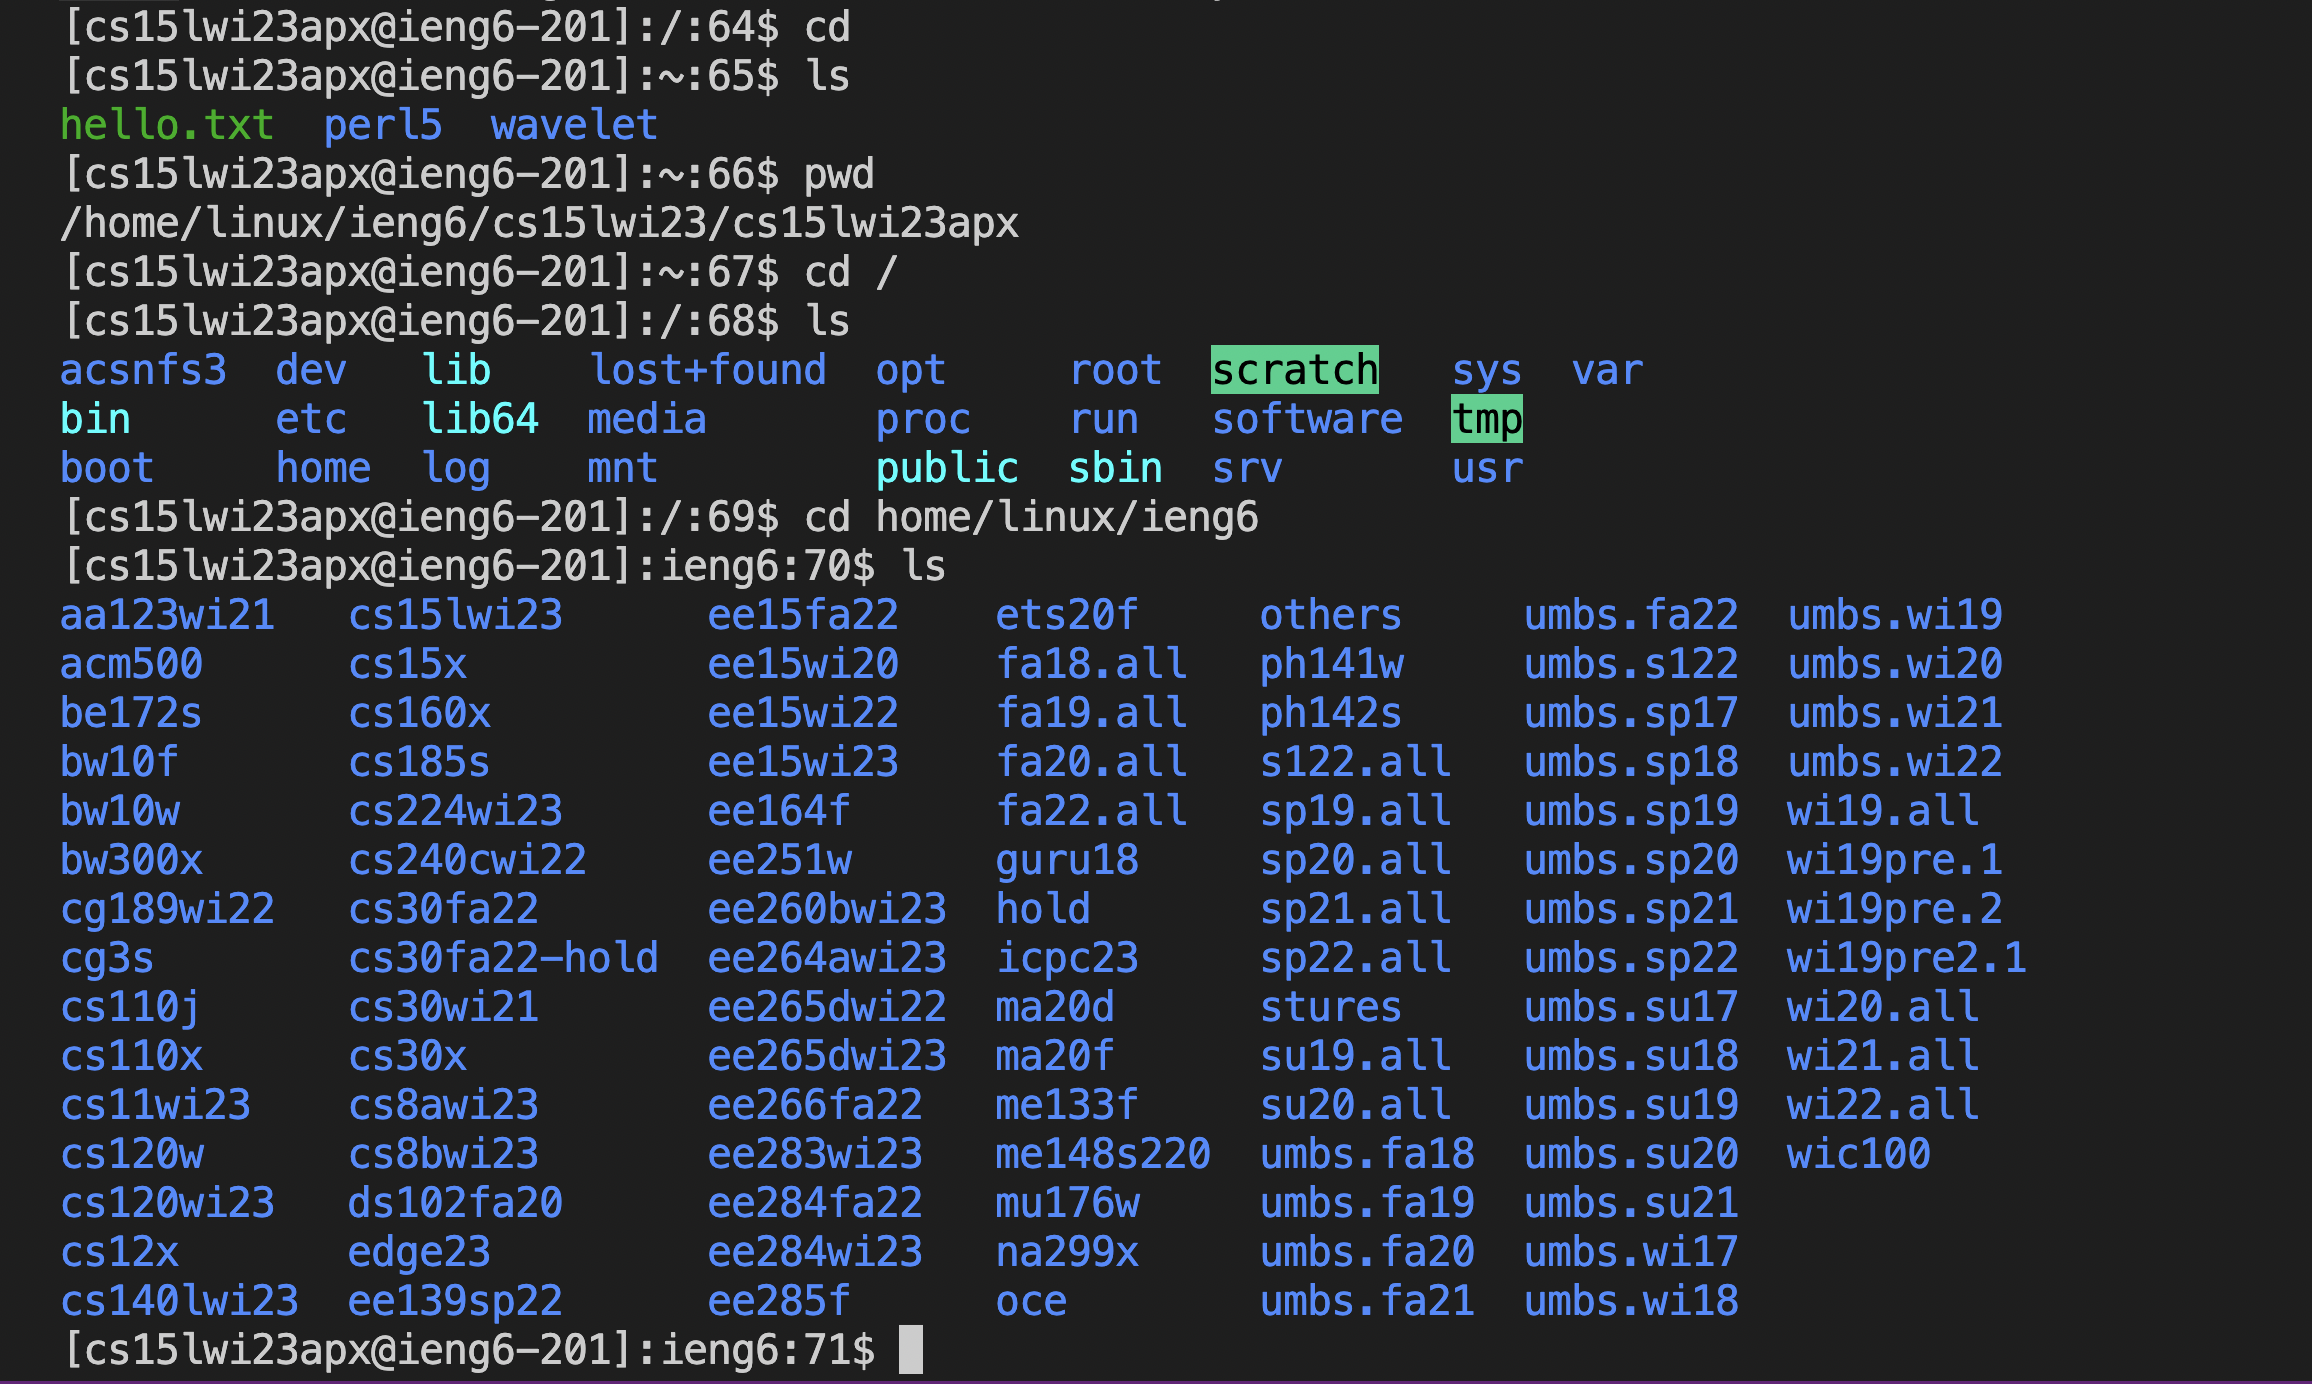 [cs15lwi23apx@ieng6-201]:/:64$ cd
[cs15lwi23apx@ieng6-201]:~:65$ ls
hello.txt  perl5  wavelet
[cs15lwi23apx@ieng6-201]:~:66$ pwd
/home/linux/ieng6/cs15lwi23/cs15lwi23apx
[cs15lwi23apx@ieng6-201]:~:67$ cd /
[cs15lwi23apx@ieng6-201]:/:68$ ls
acsnfs3  dev   lib    lost+found  opt     root  scratch   sys  var
bin      etc   lib64  media       proc    run   software  tmp
boot     home  log    mnt         public  sbin  srv       usr
[cs15lwi23apx@ieng6-201]:/:69$ cd home/linux/ieng6
[cs15lwi23apx@ieng6-201]:ieng6:70$ ls
aa123wi21   cs15lwi23     ee15fa22    ets20f     others    umbs.fa22  umbs.wi19
acm500      cs15x         ee15wi20    fa18.all   ph141w    umbs.s122  umbs.wi20
be172s      cs160x        ee15wi22    fa19.all   ph142s    umbs.sp17  umbs.wi21
bw10f       cs185s        ee15wi23    fa20.all   s122.all  umbs.sp18  umbs.wi22
bw10w       cs224wi23     ee164f      fa22.all   sp19.all  umbs.sp19  wi19.all
bw300x      cs240cwi22    ee251w      guru18     sp20.all  umbs.sp20  wi19pre.1
cg189wi22   cs30fa22      ee260bwi23  hold       sp21.all  umbs.sp21  wi19pre.2
cg3s        cs30fa22-hold  ee264awi23  icpc23     sp22.all  umbs.sp22  wi19pre2.1
cs110j      cs30wi21      ee265dwi22  ma20d      stures    umbs.su17  wi20.all
cs110x      cs30x         ee265dwi23  ma20f      su19.all  umbs.su18  wi21.all
cs11wi23    cs8awi23      ee266fa22   me133f     su20.all  umbs.su19  wi22.all
cs120w      cs8bwi23      ee283wi23   me148s220  umbs.fa18  umbs.su20  wic100
cs120wi23   ds102fa20     ee284fa22   mu176w     umbs.fa19  umbs.su21
cs12x       edge23        ee284wi23   na299x     umbs.fa20  umbs.wi17
cs140lwi23  ee139sp22     ee285f      oce        umbs.fa21  umbs.wi18
[cs15lwi23apx@ieng6-201]:ieng6:71$